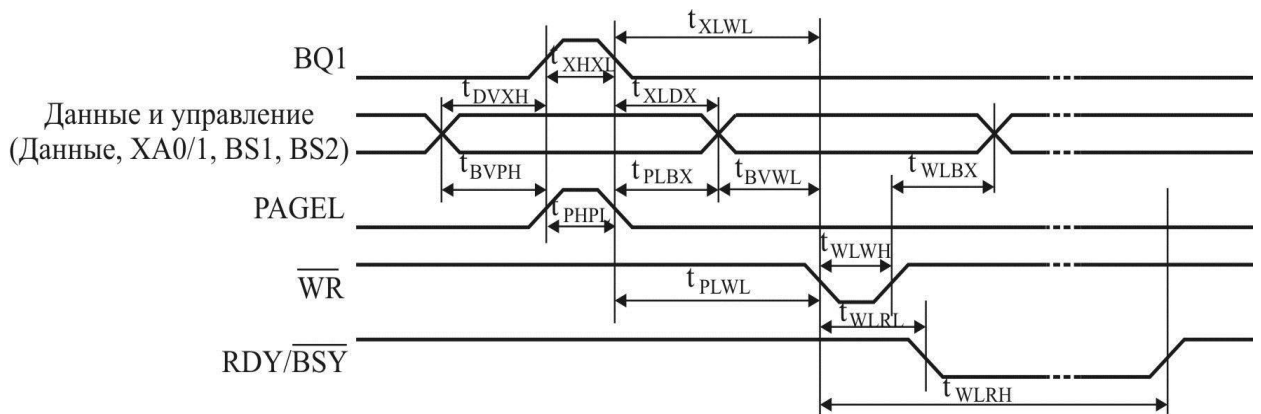 t XLWL
BQ1
t XHXL
t DVXH
t XLDX
Данные и управление
(Данные, XA0/1, BS1, BS2)
t BVPH
t PLBX
t BVWL
t WLBX
PAGEL
t PHPL
t WLWH
WR
t PLWL
t WLRL
RDY/BSY
t WLRH